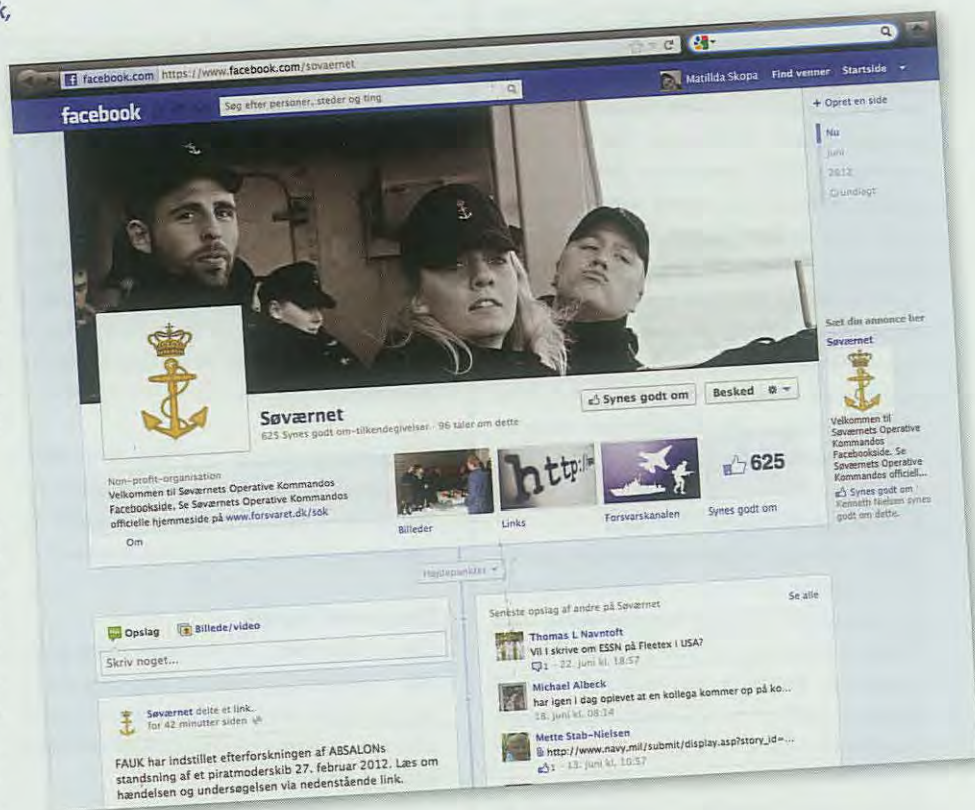 k,
facebook.com https://www.facebook.com/sovaernet
facebook
Søg efter personer, steder og ting
Matillda Skopa Find venner Startside
+ Opret en side
Nu
Juni
2012
Grundlagt
Søværnet
625 Synes godt om-tilkendegivelser · 96 taler om dette
Synes godt om
Besked
Non-profit-organisation
Velkommen til Søværnets Operative Kommandos
Facebookside. Se Søværnets Operative Kommandos
officielle hjemmeside på www.forsvaret.dk/sok
Om
Billeder
http:/
Links
Forsvarskanalen
625
Synes godt om
Sæt din annonce her
Søværnet
Velkommen til
Søværnets Operative
Kommandos
Facebookside. Se
Søværnets Operative
Kommandos officiell...
Synes godt om
Kenneth Nielsen synes
godt om dette.
Højdepunkter
Opslag Billede/video
Skriv noget...
Søværnet delte et link.
for 42 minutter siden
FAUK har indstillet efterforskningen af ABSALONs
standsning af et piratmoderskib 27. februar 2012. Læs om
hændelsen og undersøgelsen via nedenstående link.
Seneste opslag af andre på Søværnet
Se alle
Thomas L Navntoft
Vil I skrive om ESSN på Fleetex i USA?
1 · 22. juni kl. 18:57
Michael Albeck
har igen i dag oplevet at en kollega kommer op på ko...
18. juni kl. 08:14
Mette Stab-Nielsen
http://www.navy.mil/submit/display.asp?story_id=...
1 · 13. juni kl. 10:57